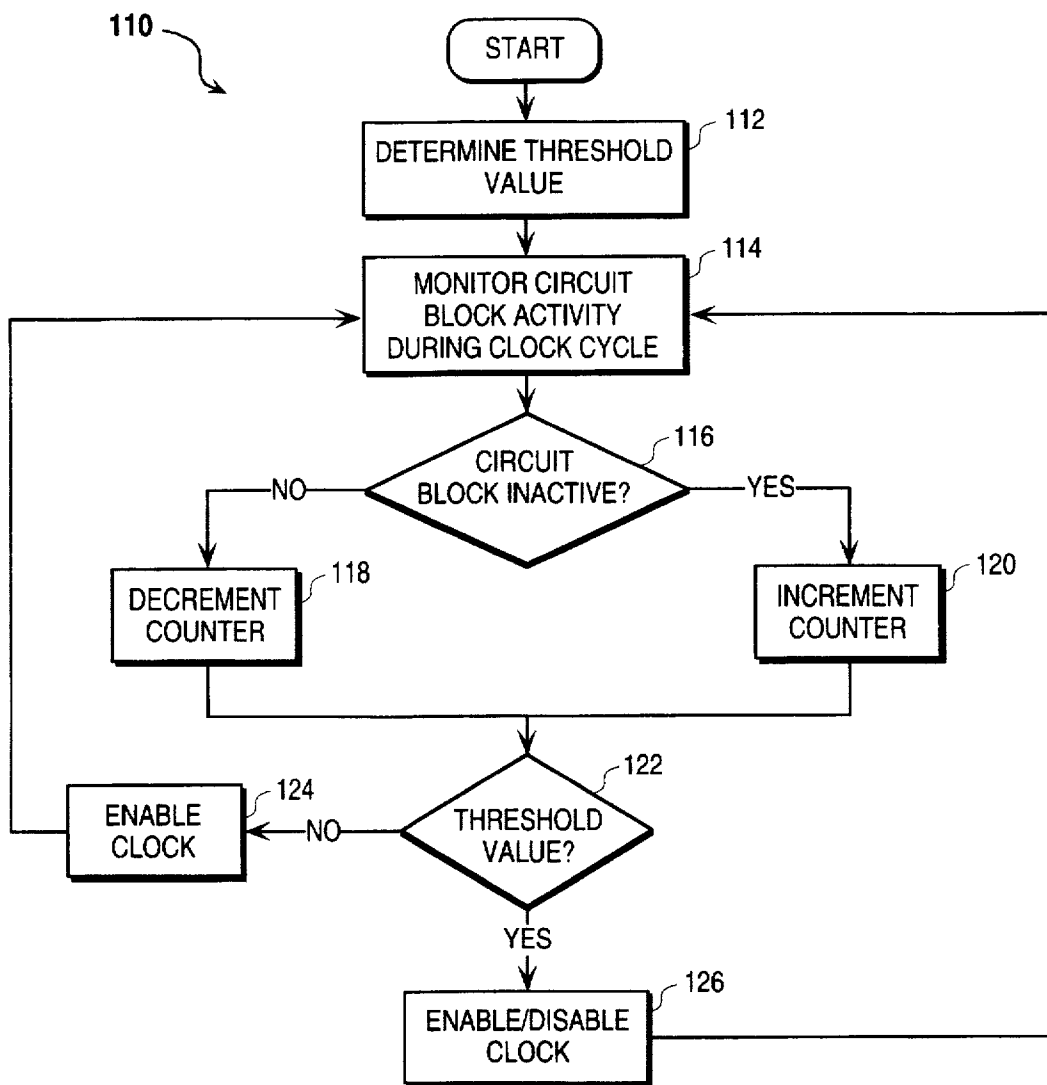 110
START
112
DETERMINE THRESHOLD
VALUE
114
MONITOR CIRCUIT
BLOCK ACTIVITY
DURING CLOCK CYCLE
116
CIRCUIT
BLOCK INACTIVE?
NO
YES
118
DECREMENT
COUNTER
120
INCREMENT
COUNTER
122
THRESHOLD
VALUE?
NO
124
ENABLE
CLOCK
YES
126
ENABLE/DISABLE
CLOCK